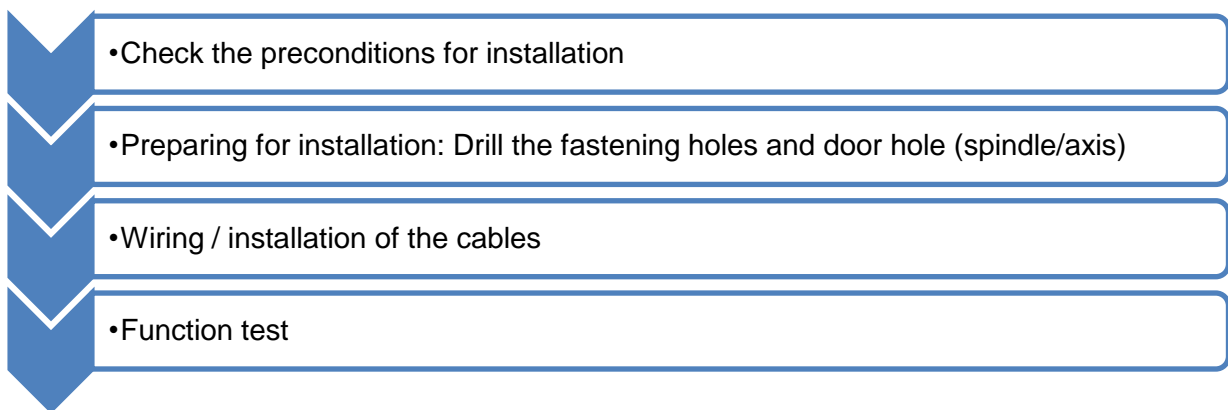 •Check the preconditions for installation
•Preparing for installation: Drill the fastening holes and door hole (spindle/axis)
•Wiring / installation of the cables
•Function test